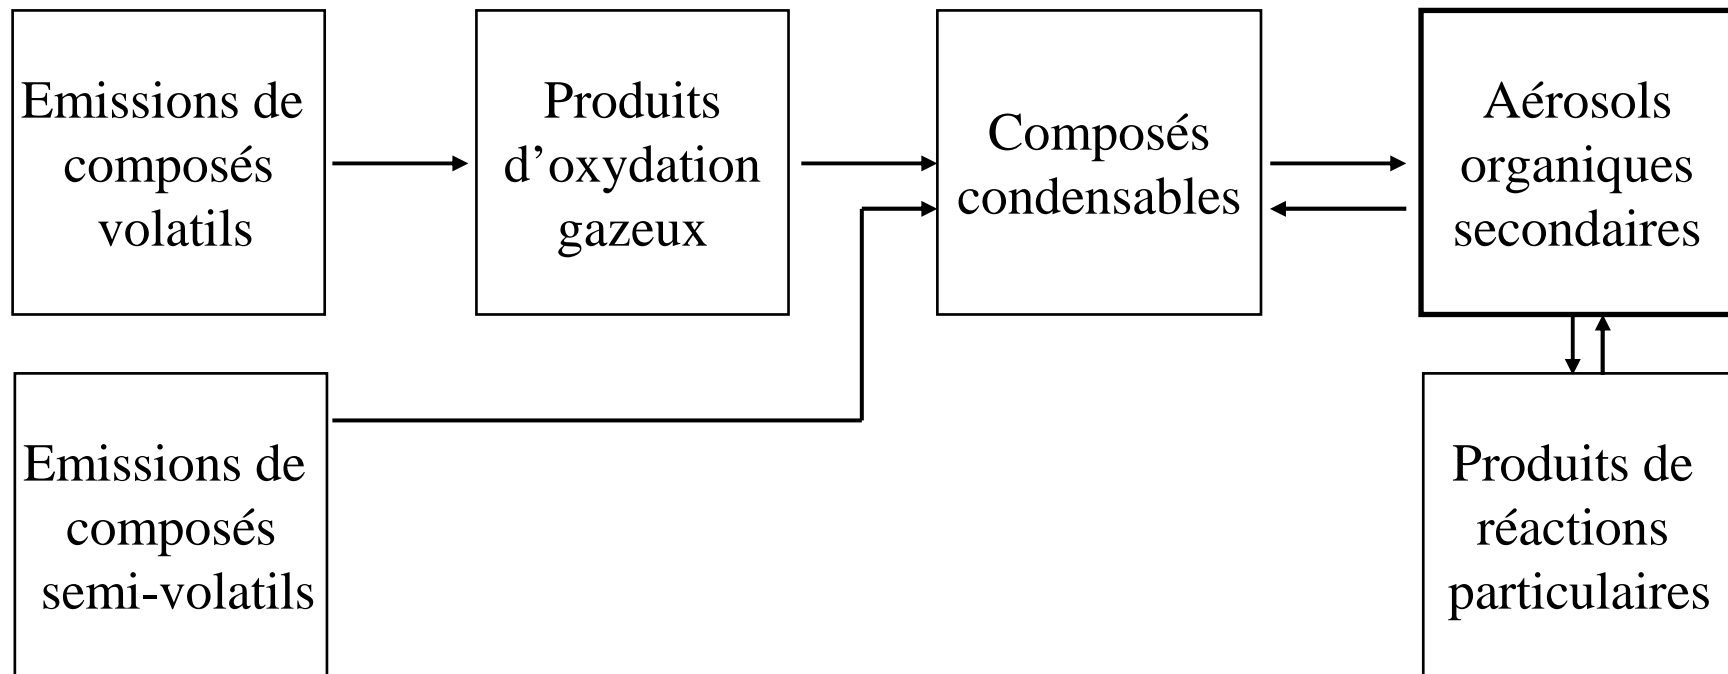 Emissions de
composés
volatils
Produits
d’oxydation
gazeux
Composés
condensables
Aérosols
organiques
secondaires
Emissions de
composés
semi-volatils
Produits de
réactions
particulaires